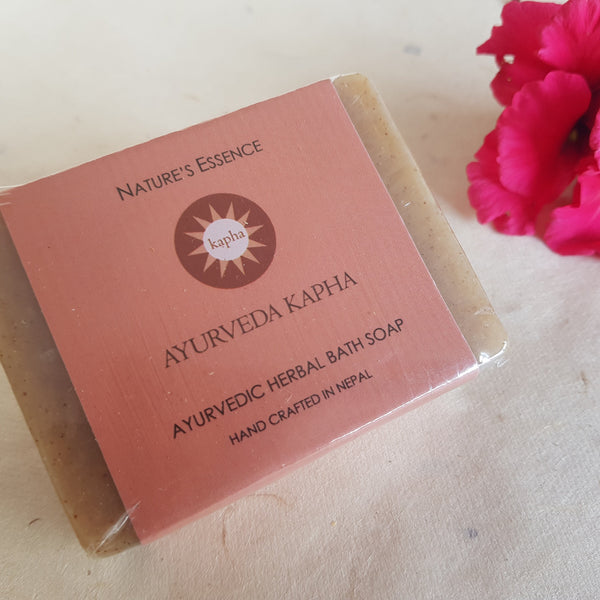 NATURE'S ESSENCE
kapha
AYURVEDA KAPHA
AYURVEDIC HERBAL BATH SOAP
HAND CRAFTED IN NEPAL